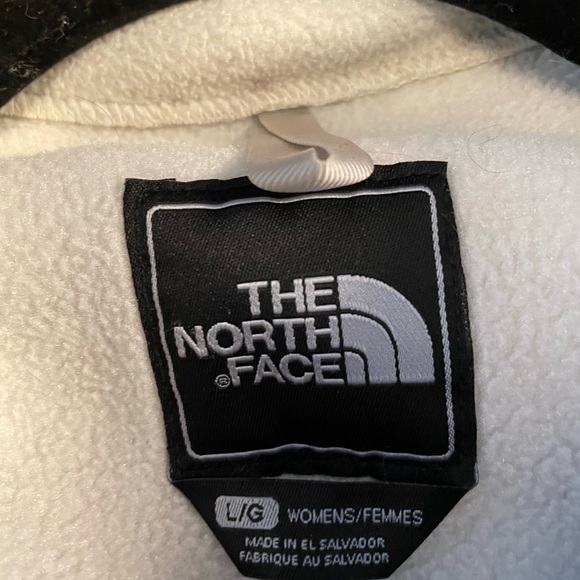 THE
NORTH
® FACE
L/G WOMENS/FEMMES
MADE IN EL SALVADOR
FABRIQUE AU SALVADOR